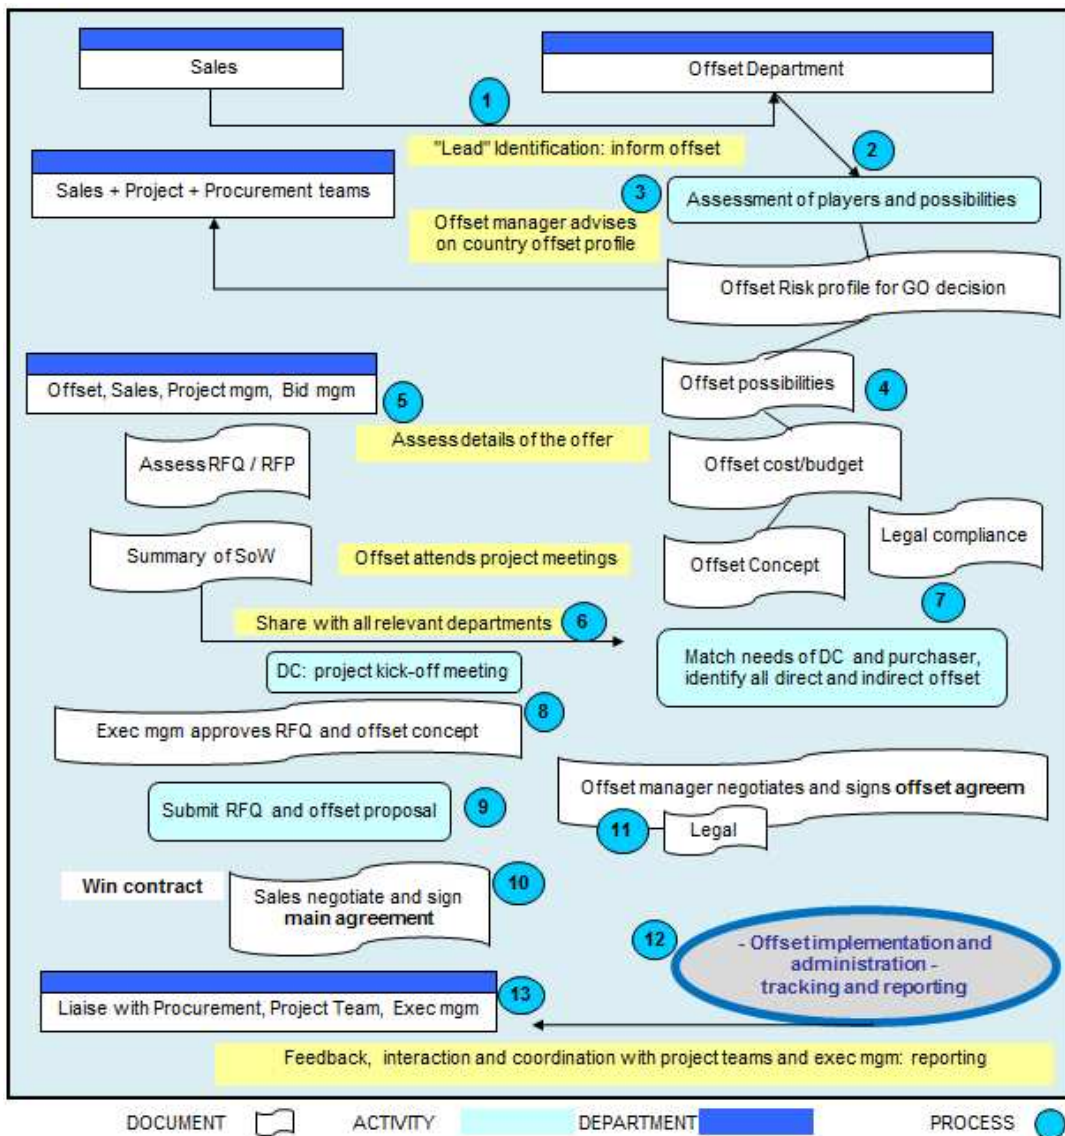 Sales
Offset Department
1
"Lead" Identification: inform offset
2
Sales + Project + Procurement teams
3
Assessment of players and possibilities
Offset manager advises
on country offset profile
Offset Risk profile for GO decision
Offset, Sales, Project mgm, Bid mgm
5
Offset possibilities
4
Assess details of the offer
Assess RFQ / RFP
Offset cost/budget
Summary of SoW
Offset attends project meetings
Offset Concept
Legal compliance
7
Share with all relevant departments
6
DC: project kick-off meeting
Match needs of DC and purchaser,
identify all direct and indirect offset
Exec mgm approves RFQ and offset concept
8
Submit RFQ and offset proposal
9
Offset manager negotiates and signs offset agreem
11
Legal
Win contract
Sales negotiate and sign
main agreement
10
12
- Offset implementation and
administration -
tracking and reporting
Liaise with Procurement, Project Team, Exec mgm
13
Feedback, interaction and coordination with project teams and exec mgm: reporting
DOCUMENT ACTIVITY DEPARTMENT PROCESS